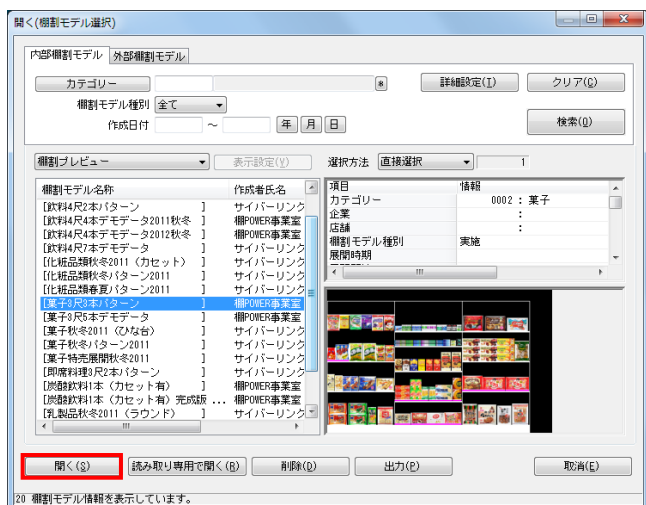 開く(棚割モデル選択)
内部棚割モデル 外部棚割モデル
カテゴリー * 詳細設定(I) クリア(C)
棚割モデル種別 全て
作成日付 ～ 年 月 日 検索(Q)
棚割プレビュー 表示設定(V) 選択方法 直接選択 1
棚割モデル名称 作成者氏名
[飲料4尺2本パターン ] サイバーリンク
[飲料4尺4本デモデータ2011秋冬 ] 棚POWER事業室
[飲料4尺4本デモデータ2012秋冬 ] 棚POWER事業室
[飲料4尺7本デモデータ ] サイバーリンク
[化粧品秋冬2011（カセット） ] サイバーリンク
[化粧品類秋冬パターン2011 ] サイバーリンク
[化粧品類春夏パターン2011 ] サイバーリンク
[菓子3尺3本パターン ] 棚POWER事業室
[菓子3尺5本デモデータ ] 棚POWER事業室
[菓子秋冬2011（ひな台） ] サイバーリンク
[菓子秋冬パターン2011 ] サイバーリンク
[菓子特売展開秋冬2011 ] サイバーリンク
[即席料理3尺2本パターン ] サイバーリンク
[炭酸飲料1本（カセット有） ] 棚POWER事業室
[炭酸飲料1本（カセット有）完成版 ... 棚POWER事業室
[乳製品秋冬2011（ラウンド） ] サイバーリンク
項目 情報
カテゴリー 0002 : 菓子
企業 :
店舗 :
棚割モデル種別 実施
展開時期
開く(S) 読み取り専用で開く(R) 削除(D) 出力(P) 取消(E)
20 棚割モデル情報を表示しています。